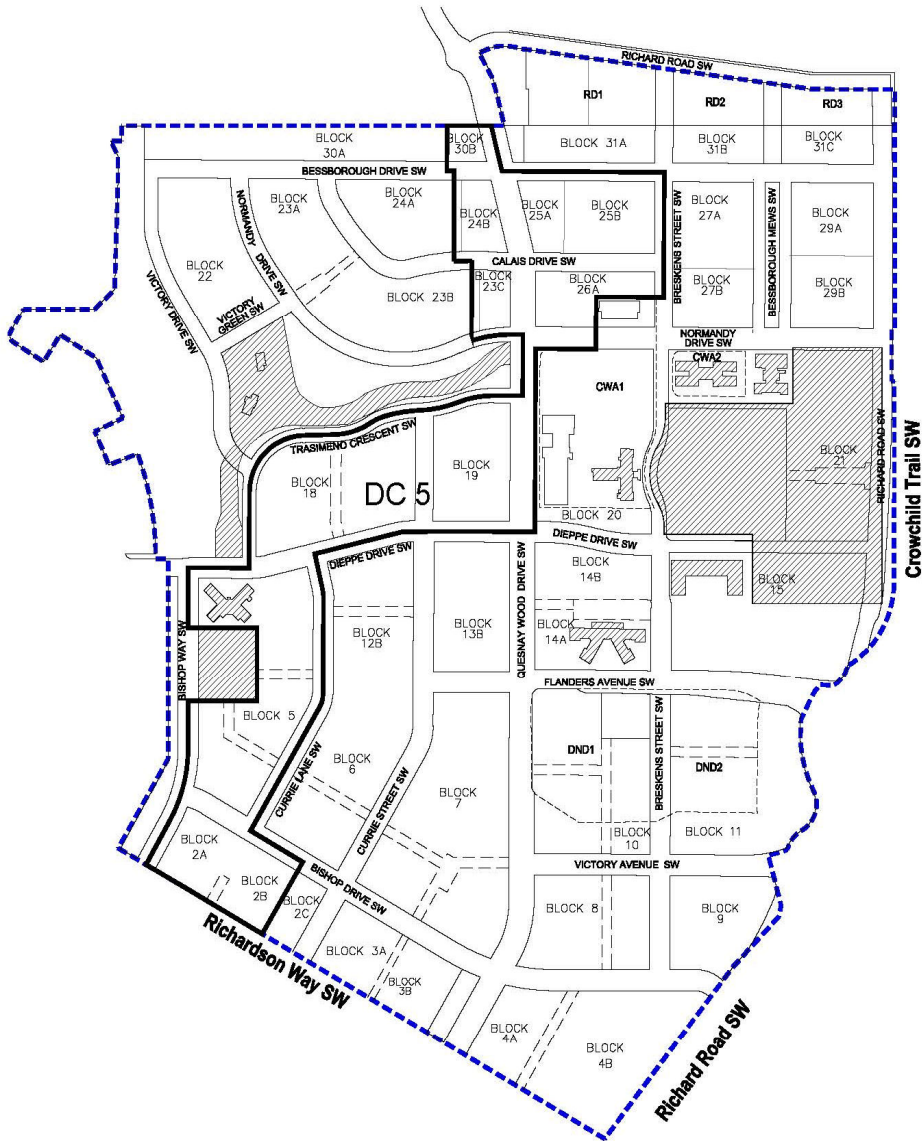 RICHARD ROAD SW
RD1
RD2
RD3
BLOCK
30A
BLOCK
30B
BLOCK 31A
BLOCK
31B
BLOCK
31C
BESSBOROUGH DRIVE SW
BLOCK
23A
BLOCK
24A
BLOCK
24B
BLOCK
25A
BLOCK
25B
BRESKENS STREET SW
BLOCK
27A
BESSBOROUGH MEWS SW
BLOCK
29A
NORMANDY DRIVE SW
VICTORY DRIVE SW
BLOCK
22
VICTORY
GREEN SW
CALAIS DRIVE SW
BLOCK 23B
BLOCK
23C
BLOCK
26A
BLOCK
27B
BLOCK
29B
NORMANDY
DRIVE SW
CWA2
CWA1
TRASIMENO CRESCENT SW
BLOCK
18
DC 5
BLOCK
19
BLOCK
21
RICHARD ROAD SW
Crowchild Trail SW
BLOCK 20
DIEPPE DRIVE SW
DIEPPE DRIVE SW
BLOCK
14B
BLOCK
15
BLOCK
12B
BLOCK
13B
QUESNAY WOOD DRIVE SW
BLOCK
14A
BISHOP WAY SW
FLANDERS AVENUE SW
BLOCK 5
BLOCK
6
CURRIE LANE SW
CURRIE STREET SW
BLOCK
7
DND1
BRESKENS STREET SW
DND2
BLOCK
10
BLOCK 11
VICTORY AVENUE SW
BLOCK
2A
BLOCK
2B
BLOCK
2C
BISHOP DRIVE SW
BLOCK 8
BLOCK
9
Richardson Way SW
BLOCK 3A
BLOCK
3B
BLOCK
4A
BLOCK
4B
Richard Road SW